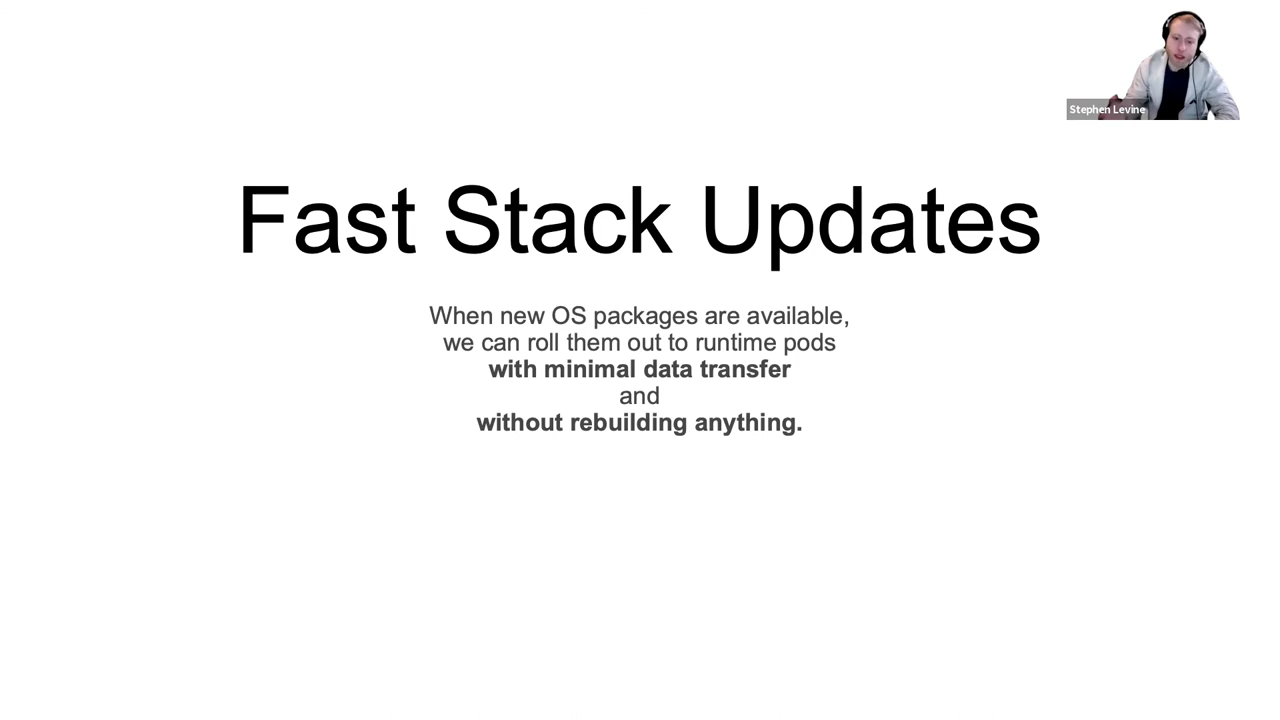 Stephen Levine
Fast Stack Updates
When new OS packages are available,
we can roll them out to runtime pods
with minimal data transfer
and
without rebuilding anything.